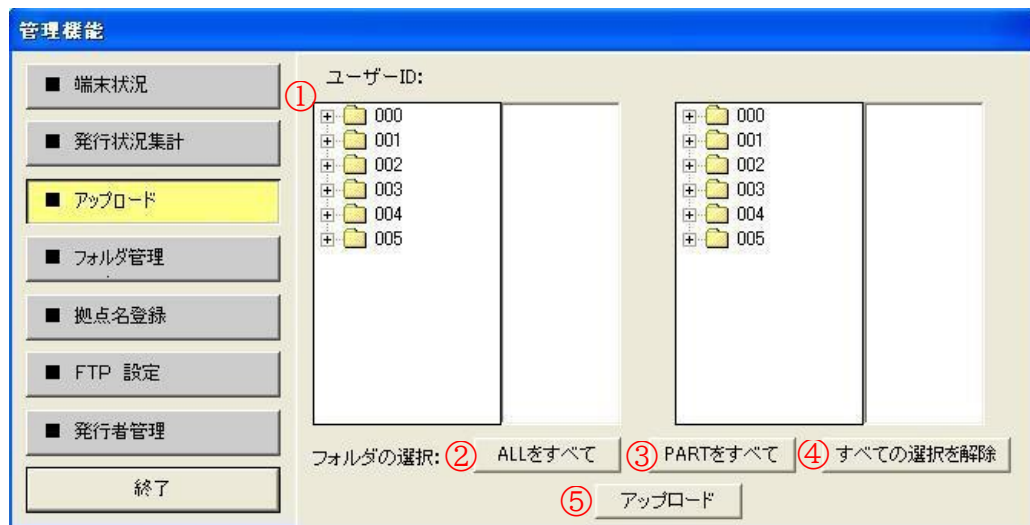 管理機能
■ 端末状況
■ 発行状況集計
■ アップロード
■ フォルダ管理
■ 拠点名登録
■ FTP 設定
■ 発行者管理
終了
ユーザーID:
①
000
001
002
003
004
005
000
001
002
003
004
005
フォルダの選択: ② ALLをすべて ③ PARTをすべて ④ すべての選択を解除
⑤ アップロード